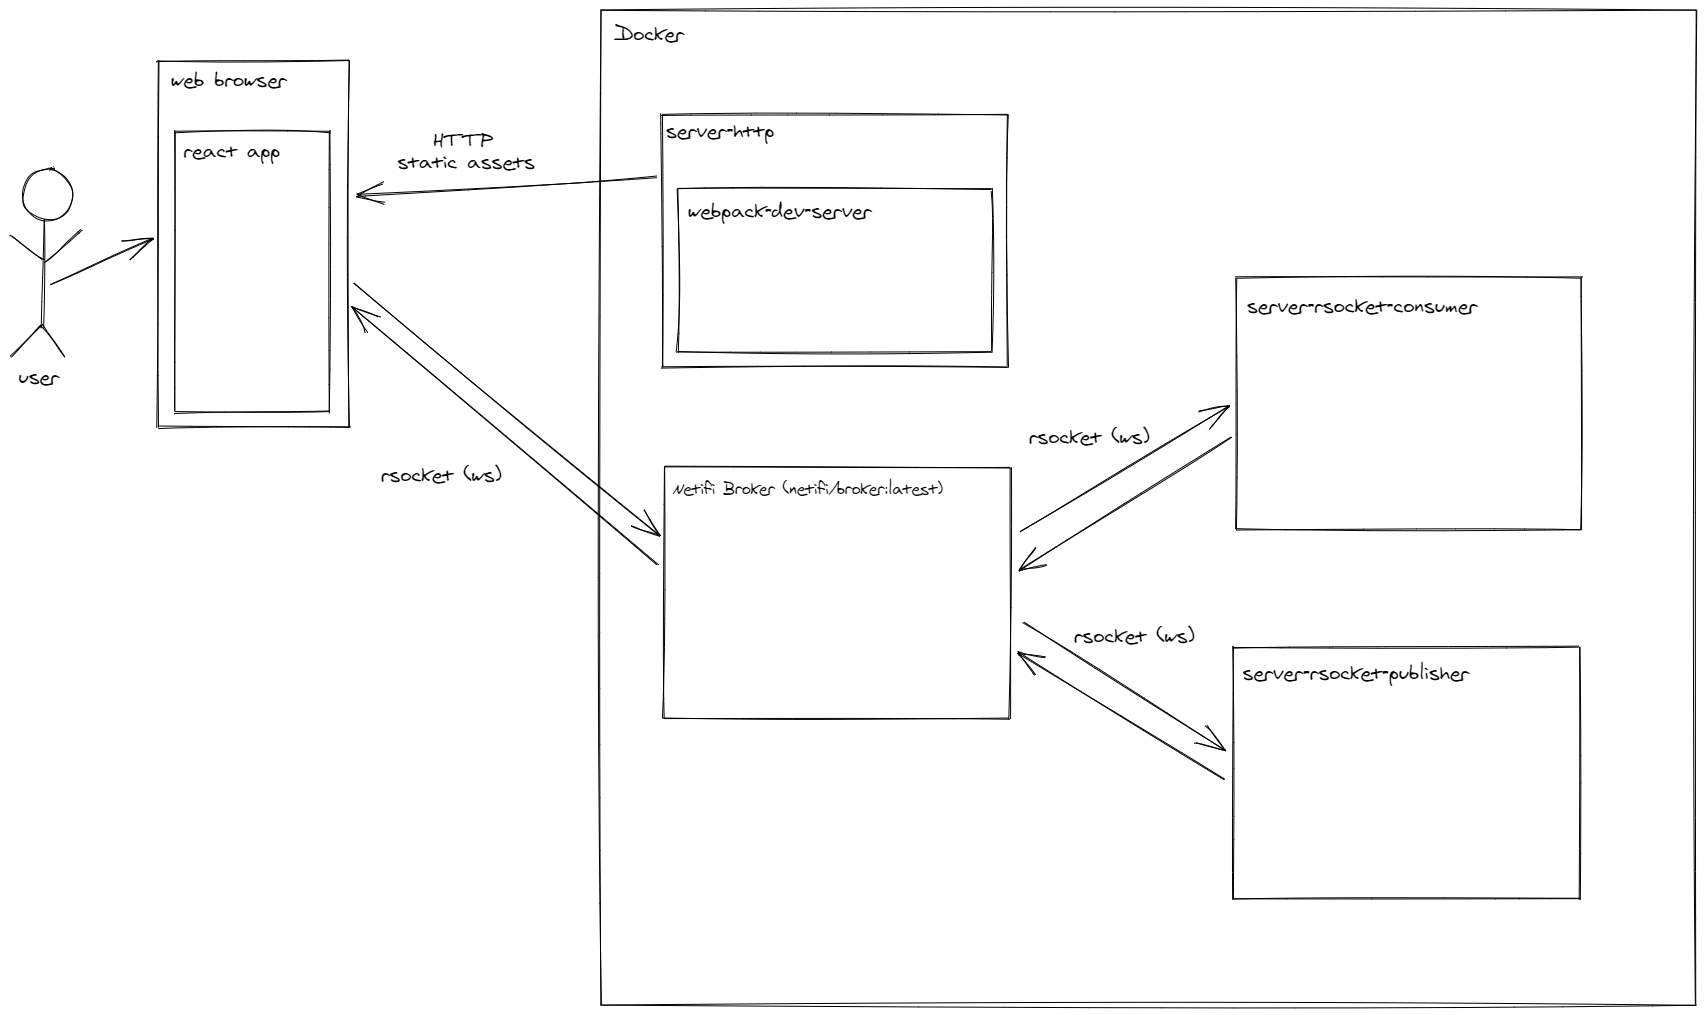 Docker
web browser
react app
HTTP
static assets
server-http
webpack-dev-server
user
server-rsocket-consumer
rsocket (ws)
rsocket (ws)
Netifi Broker (netifi/broker:latest)
rsocket (ws)
server-rsocket-publisher